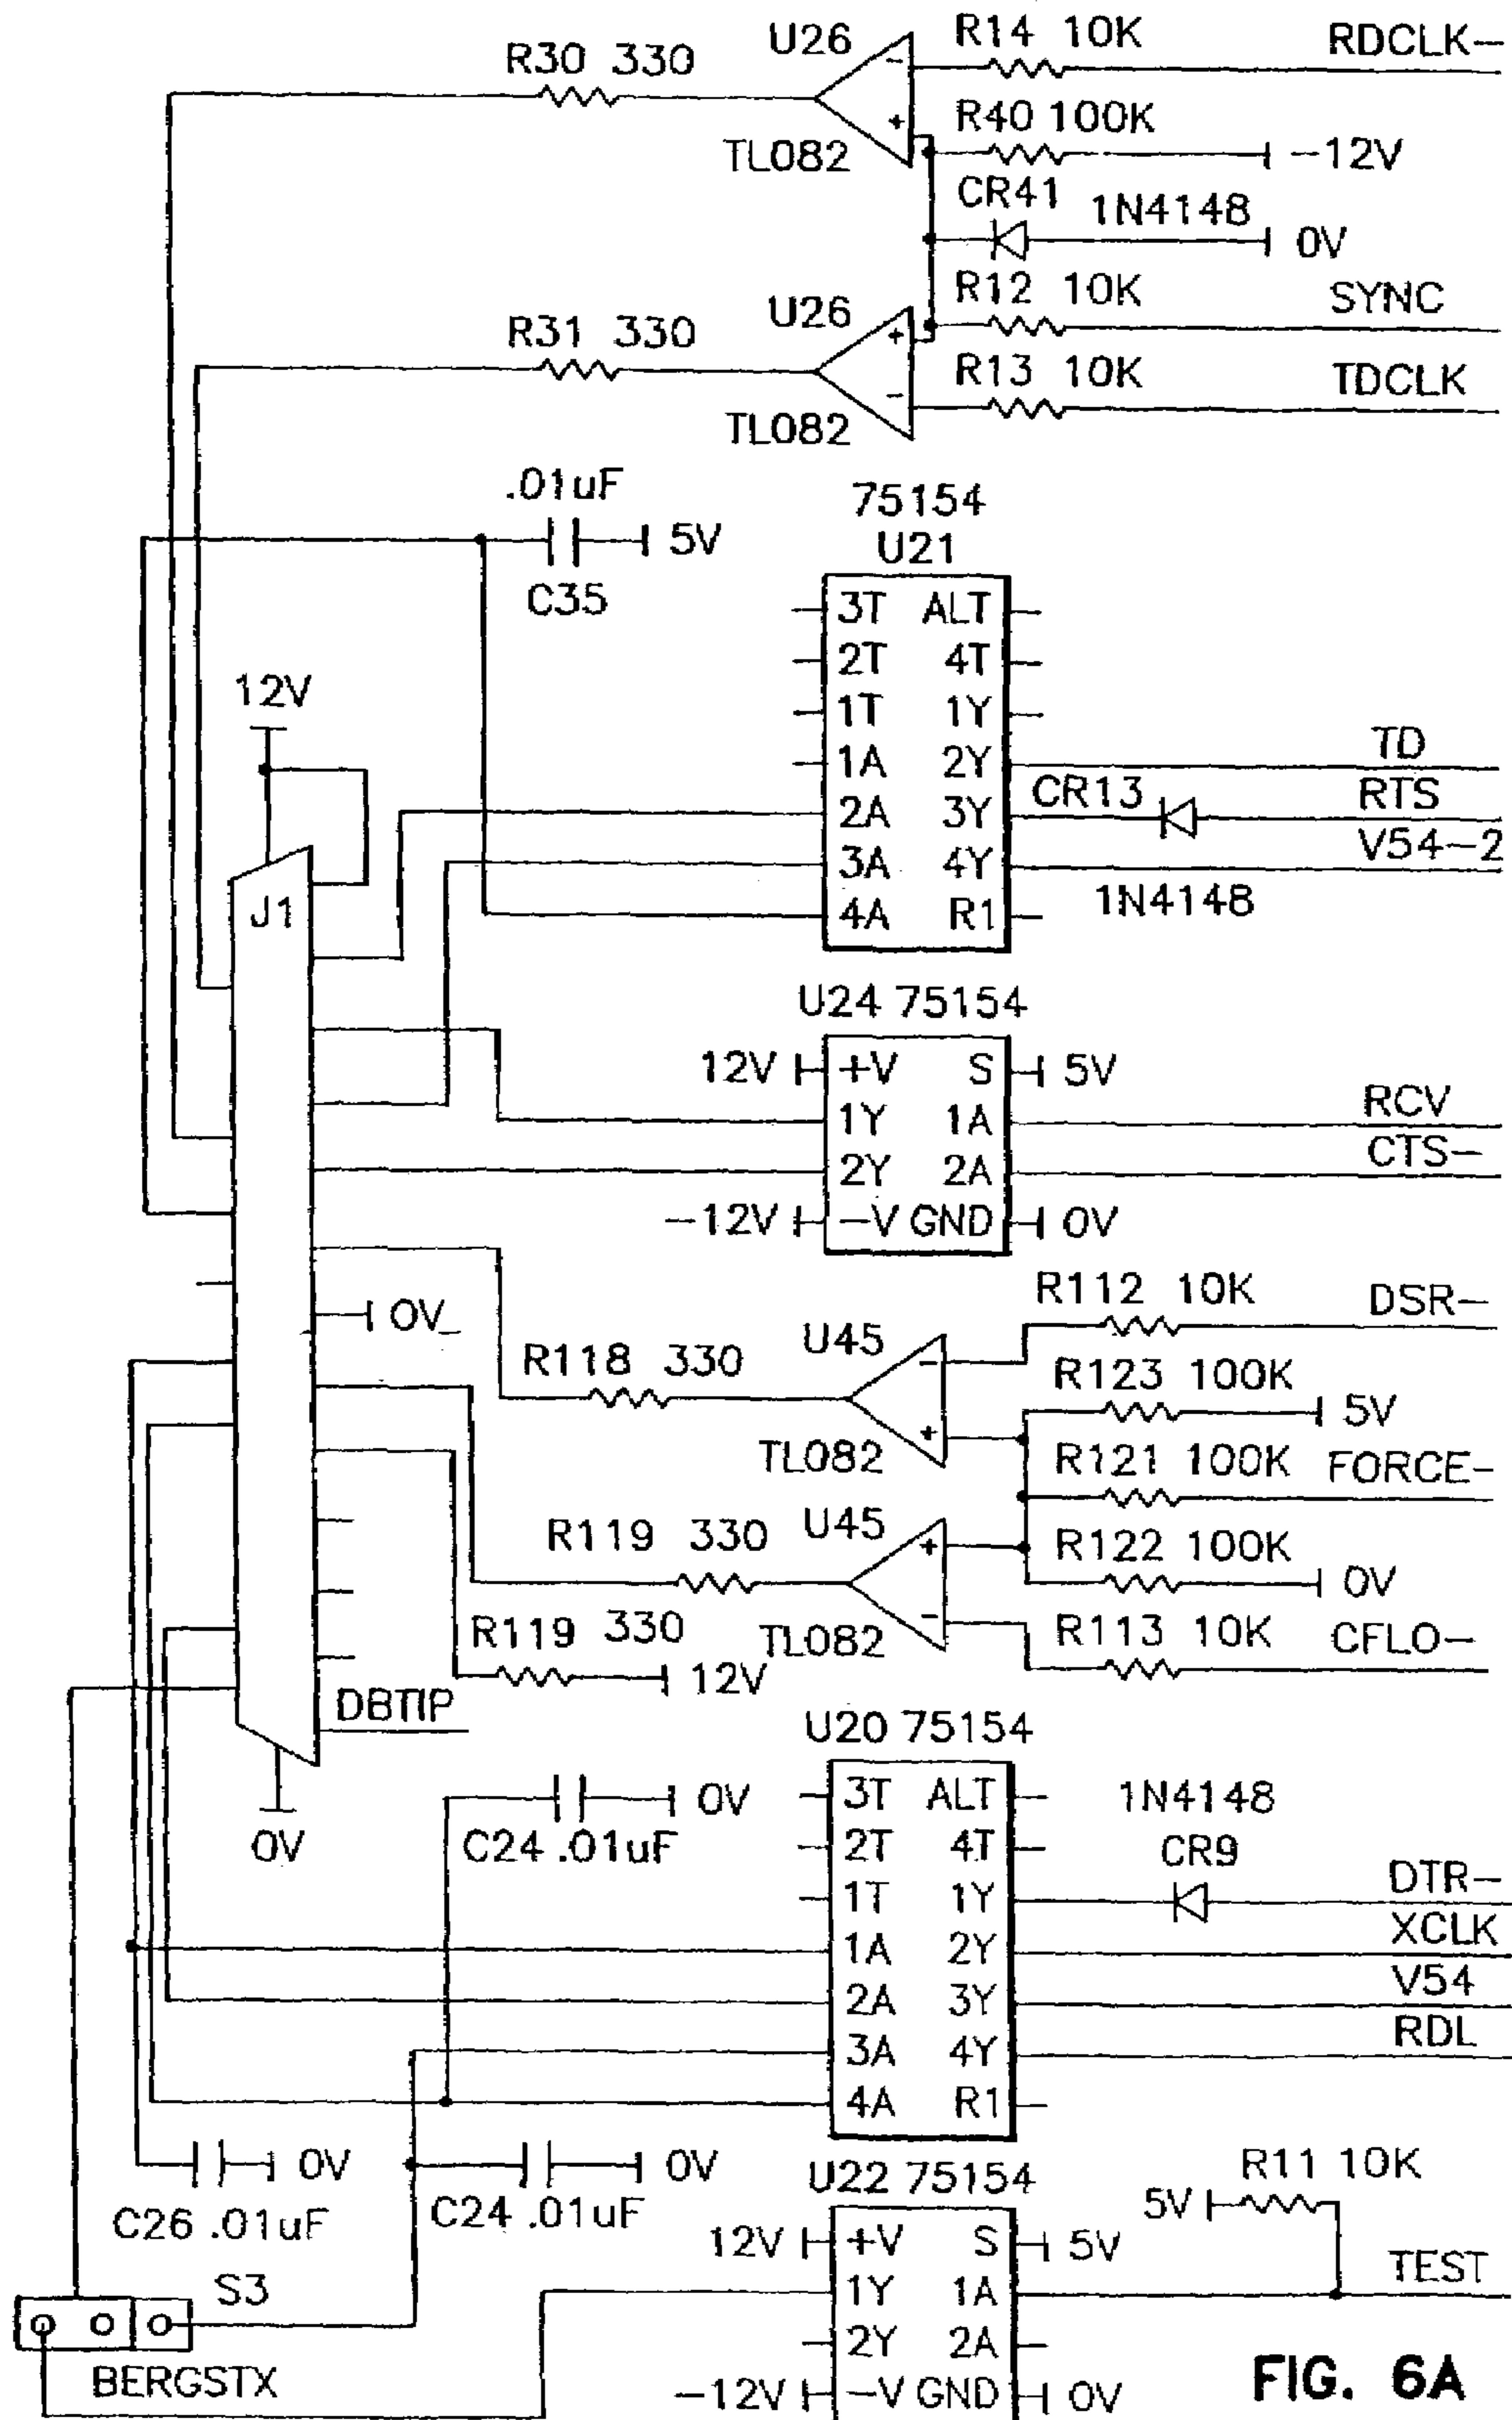 U26 R14 10K RDCLK-
R30 330
-
+
R40 100K
TL082 -12V
CR41 1N4148
0V
R12 10K SYNC
U26
R31 330 +
R13 10K TDCLK
-
TL082
.01uF 75154
5V U21
C35
3T ALT
2T 4T
12V
1T 1Y
1A 2Y TD
2A 3Y CR13 RTS
3A 4Y V54-2
J1 4A R1 1N4148
U24 75154
12V +V S 5V
1Y 1A RCV
2Y 2A CTS-
-12V -V GND 0V
R112 10K DSR-
0V
U45
R118 330 -
R123 100K
5V
+
TL082 R121 100K FORCE-
R119 330 U45
+ R122 100K
0V
R119 330 TL082 - R113 10K CFLO-
12V
DBTIP
U20 75154
3T ALT 1N4148
0V
0V C24 .01uF 2T 4T CR9
1T 1Y DTR-
1A 2Y XCLK
2A 3Y V54
3A 4Y RDL
4A R1
0V 0V
U22 75154 R11 10K
C26 .01uF C24 .01uF 5V
12V +V S 5V
S3 1Y 1A TEST
2Y 2A
BERGSTX -12V -V GND 0V
FIG. 6A